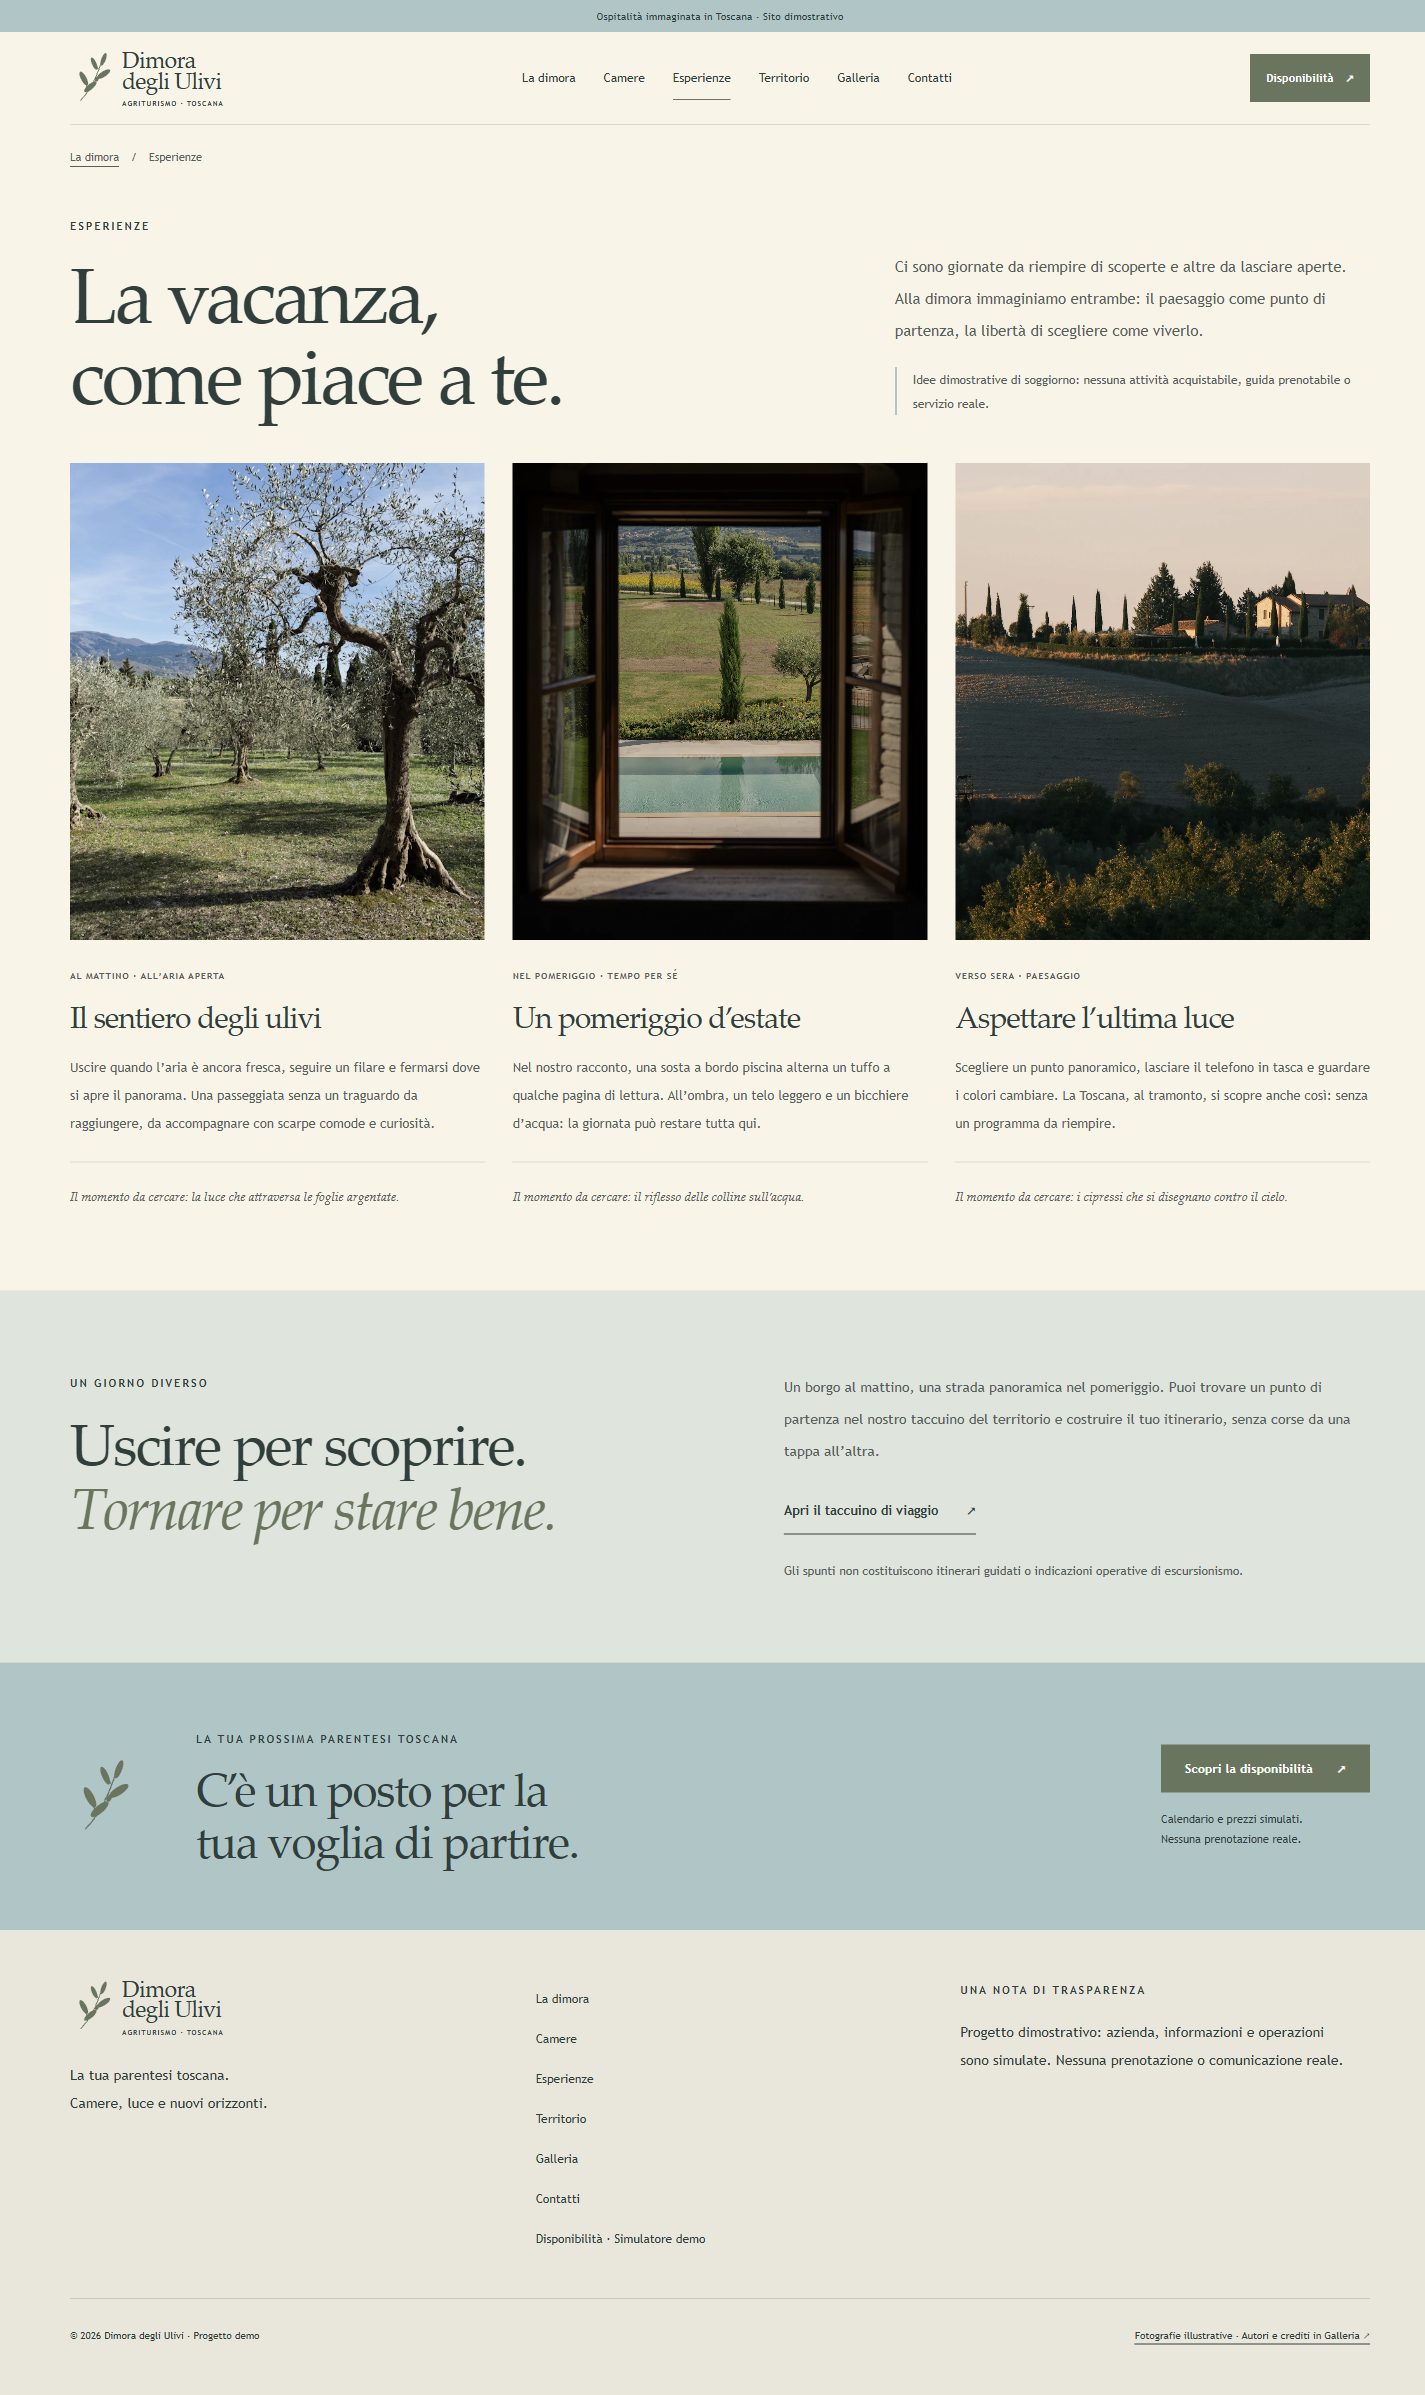 Ospitalità immaginata in Toscana · Sito dimostrativo
Dimora
degli Ulivi
AGRITURISMO · TOSCANA
La dimora
Camere
Esperienze
Territorio
Galleria
Contatti
Disponibilità ↗
La dimora / Esperienze
ESPERIENZE
La vacanza,
come piace a te.
Ci sono giornate da riempire di scoperte e altre da lasciare aperte.
Alla dimora immaginiamo entrambe: il paesaggio come punto di
partenza, la libertà di scegliere come viverlo.
Idee dimostrative di soggiorno: nessuna attività acquistabile, guida prenotabile o
servizio reale.
AL MATTINO · ALL’ARIA APERTA
Il sentiero degli ulivi
Uscire quando l’aria è ancora fresca, seguire un filare e fermarsi dove
si apre il panorama. Una passeggiata senza un traguardo da
raggiungere, da accompagnare con scarpe comode e curiosità.
Il momento da cercare: la luce che attraversa le foglie argentate.
NEL POMERIGGIO · TEMPO PER SÉ
Un pomeriggio d’estate
Nel nostro racconto, una sosta a bordo piscina alterna un tuffo a
qualche pagina di lettura. All’ombra, un telo leggero e un bicchiere
d’acqua: la giornata può restare tutta qui.
Il momento da cercare: il riflesso delle colline sull’acqua.
VERSO SERA · PAESAGGIO
Aspettare l’ultima luce
Scegliere un punto panoramico, lasciare il telefono in tasca e guardare
i colori cambiare. La Toscana, al tramonto, si scopre anche così: senza
un programma da riempire.
Il momento da cercare: i cipressi che si disegnano contro il cielo.
UN GIORNO DIVERSO
Uscire per scoprire.
Tornare per stare bene.
Un borgo al mattino, una strada panoramica nel pomeriggio. Puoi trovare un punto di
partenza nel nostro taccuino del territorio e costruire il tuo itinerario, senza corse da una
tappa all’altra.
Apri il taccuino di viaggio ↗
Gli spunti non costituiscono itinerari guidati o indicazioni operative di escursionismo.
LA TUA PROSSIMA PARENTESI TOSCANA
C’è un posto per la
tua voglia di partire.
Scopri la disponibilità ↗
Calendario e prezzi simulati.
Nessuna prenotazione reale.
Dimora
degli Ulivi
AGRITURISMO · TOSCANA
La tua parentesi toscana.
Camere, luce e nuovi orizzonti.
La dimora
Camere
Esperienze
Territorio
Galleria
Contatti
Disponibilità · Simulatore demo
UNA NOTA DI TRASPARENZA
Progetto dimostrativo: azienda, informazioni e operazioni
sono simulate. Nessuna prenotazione o comunicazione reale.
© 2026 Dimora degli Ulivi · Progetto demo
Fotografie illustrative · Autori e crediti in Galleria ↗